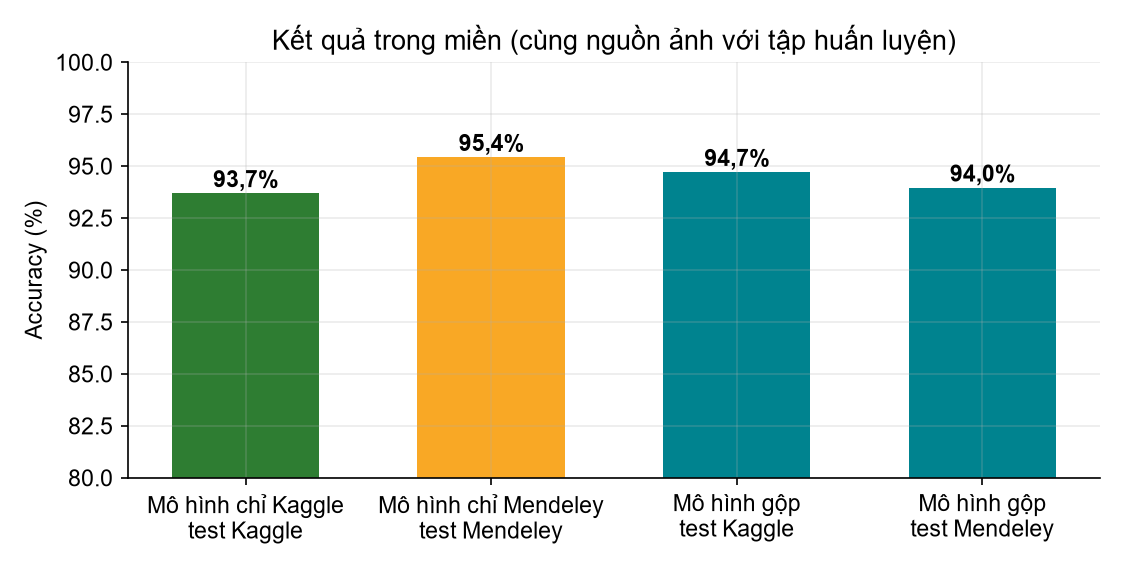 Kết quả trong miền (cùng nguồn ảnh với tập huấn luyện)
Accuracy (%)
100.0
97.5
95.0
92.5
90.0
87.5
85.0
82.5
80.0
93,7%
95,4%
94,7%
94,0%
Mô hình chỉ Kaggle
test Kaggle
Mô hình chỉ Mendeley
test Mendeley
Mô hình gộp
test Kaggle
Mô hình gộp
test Mendeley